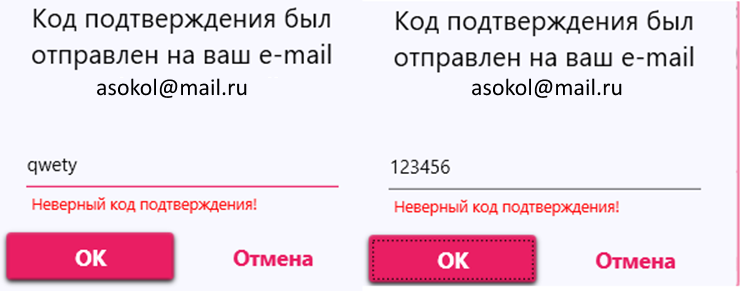 Код подтверждения был
отправлен на ваш e-mail
asokol@mail.ru
qwety
Неверный код подтверждения!
OK Отмена
Код подтверждения был
отправлен на ваш e-mail
asokol@mail.ru
123456
Неверный код подтверждения!
OK Отмена